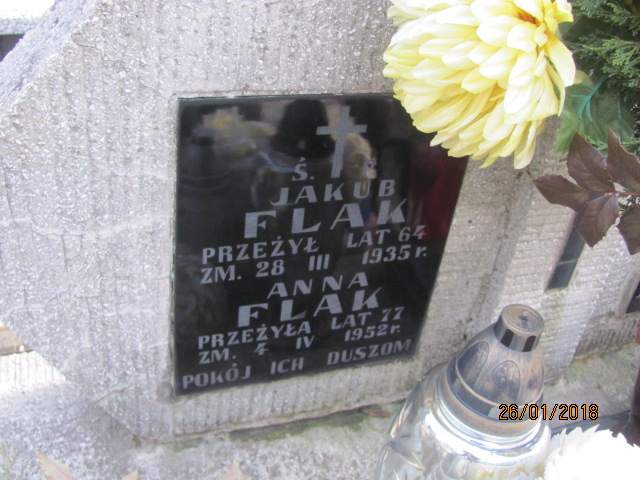 Ś. P.
JAKUB
FLAK
PRZEŻYŁ LAT 64
ZM. 28 III 1935 r.
ANNA
FLAK
PRZEŻYŁA LAT 77
ZM. 4 IV 1952 r.
POKÓJ ICH DUSZOM
26/01/2018